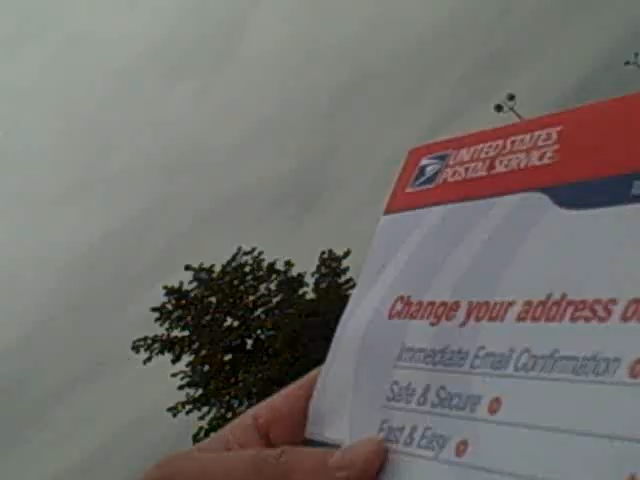 UNITED STATES
POSTAL SERVICE
Change your address
Immediate Email Confirmation
Safe & Secure
Fast & Easy